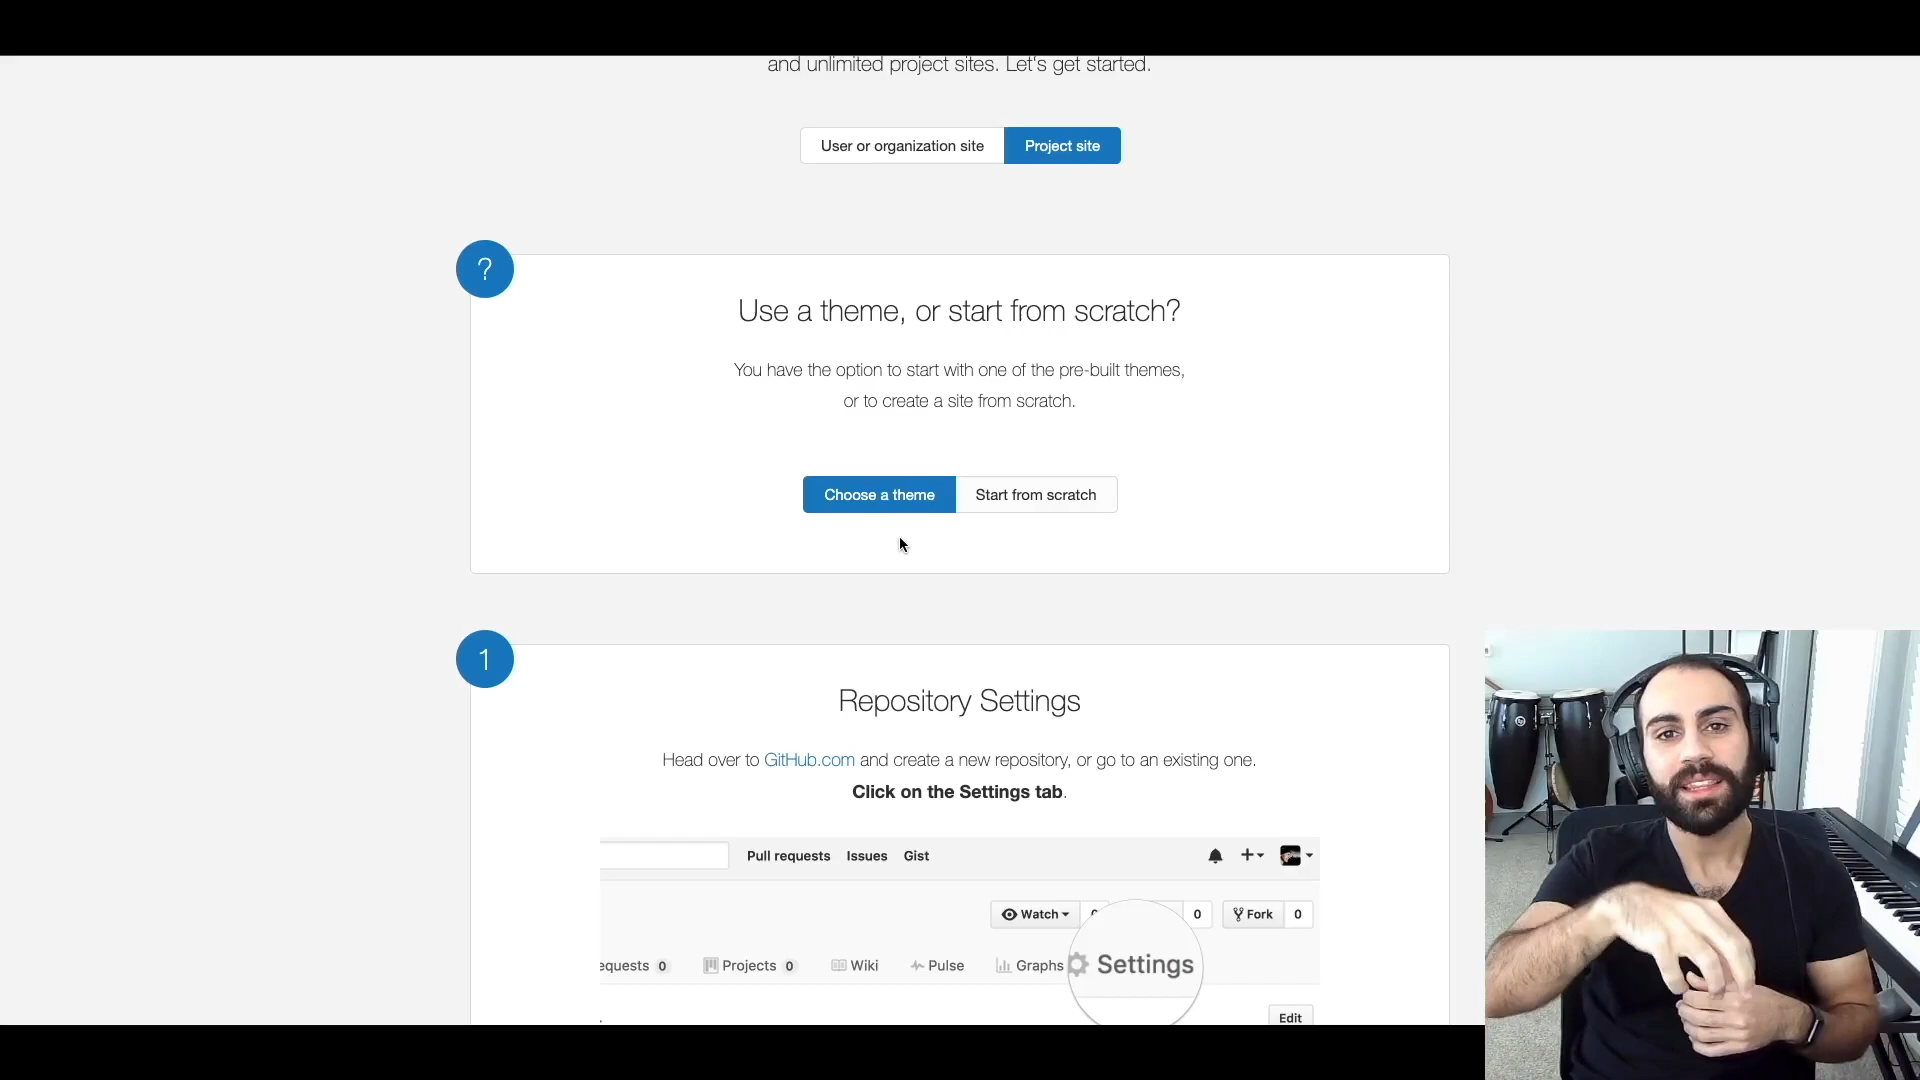 and unlimited project sites. Let's get started.
User or organization site
Project site
?
Use a theme, or start from scratch?
You have the option to start with one of the pre-built themes,
or to create a site from scratch.
Choose a theme
Start from scratch
1
Repository Settings
Head over to GitHub.com and create a new repository, or go to an existing one.
Click on the Settings tab.
Pull requests Issues Gist
Watch 0 Fork 0
equests 0 Projects 0 Wiki Pulse Graphs Settings
Edit